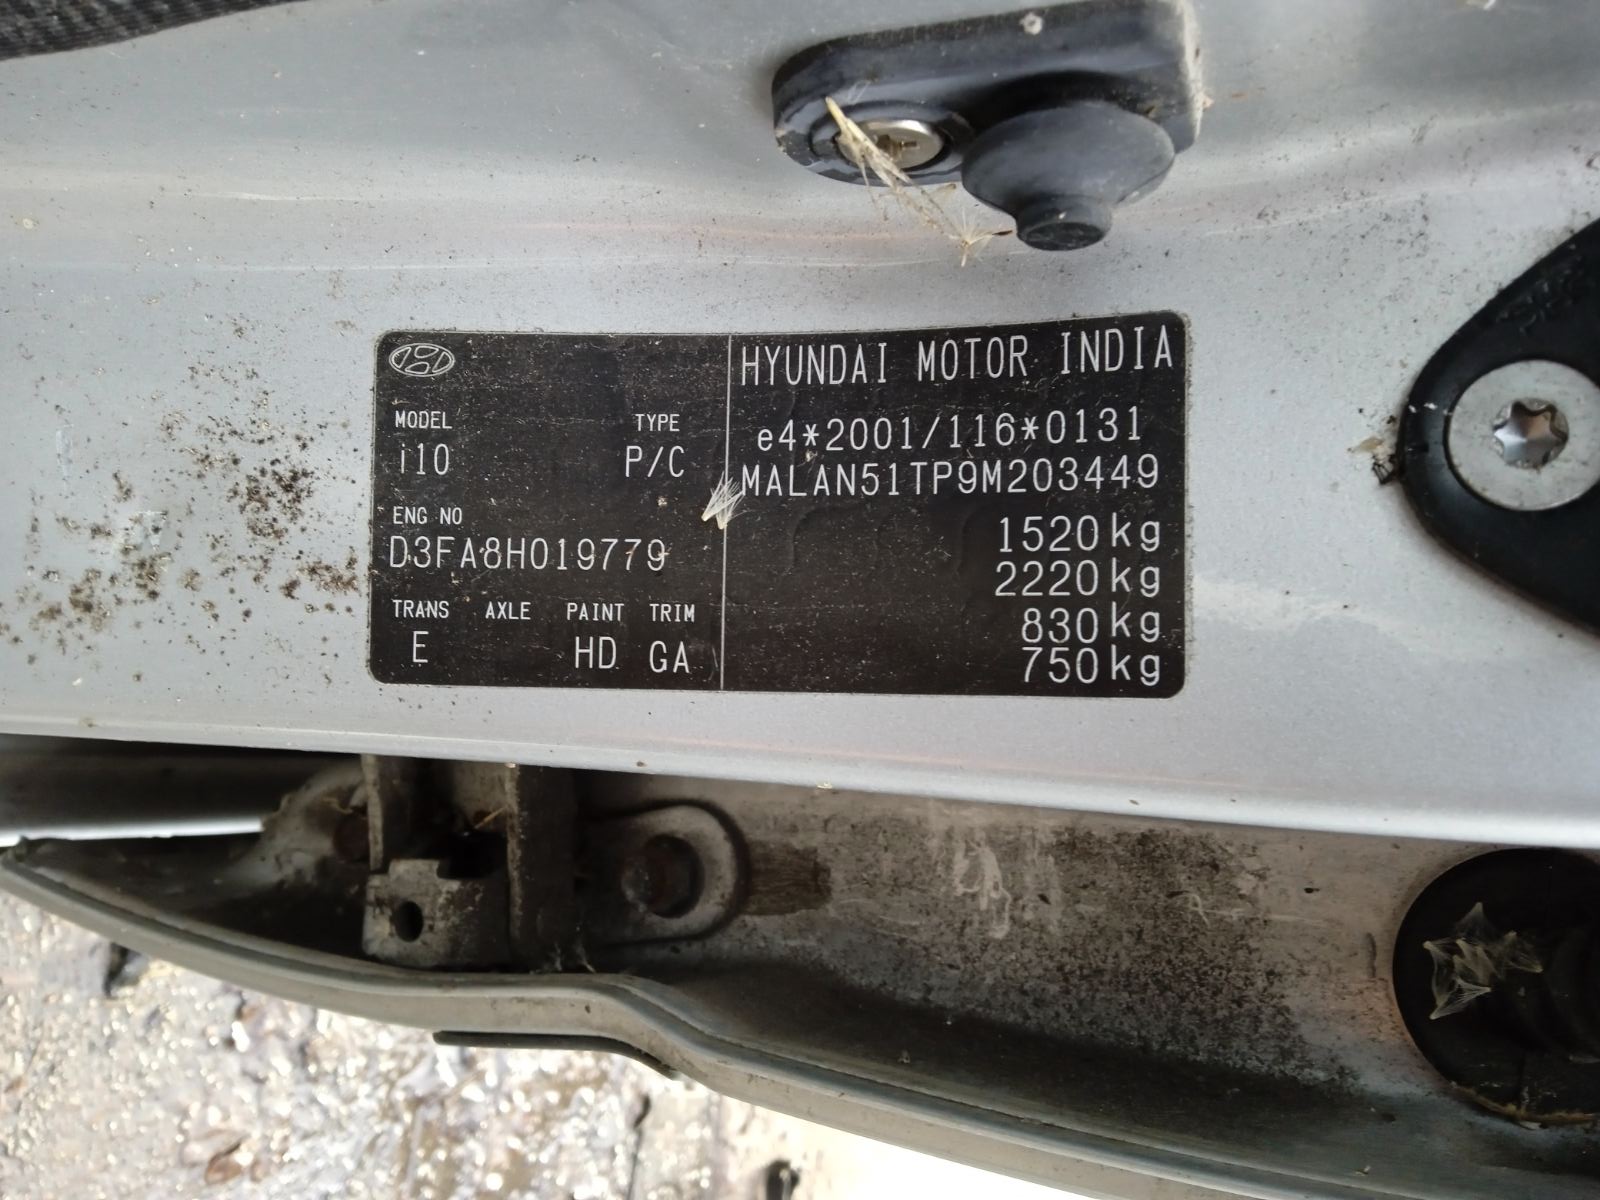 HYUNDAI MOTOR INDIA
MODEL TYPE
i10 P/C
e4*2001/116*0131
MALAN51TP9M203449
ENG NO
D3FA8H019779
1520kg
2220kg
830kg
750kg
TRANS AXLE PAINT TRIM
E HD GA